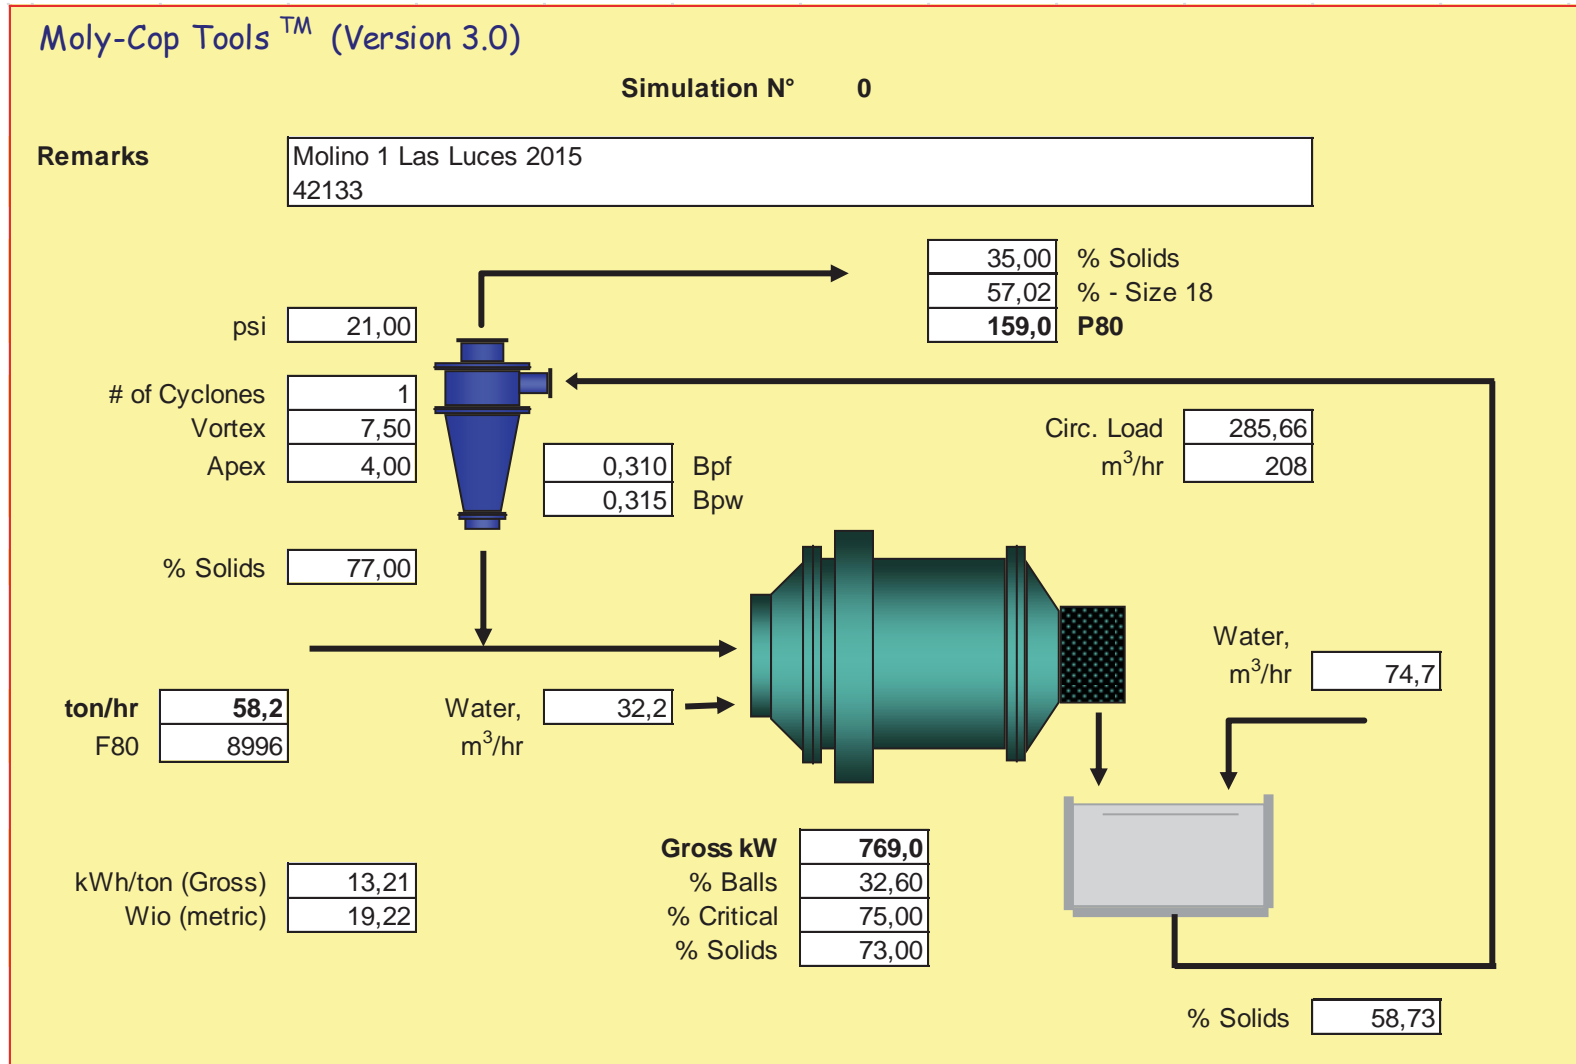 Moly-Cop Tools TM (Version 3.0)
Simulation N° 0
Remarks
Molino 1 Las Luces 2015
42133
35,00 % Solids
57,02 % - Size 18
159,0 P80
psi 21,00
# of Cyclones 1
Vortex 7,50
Apex 4,00
0,310 Bpf
0,315 Bpw
Circ. Load 285,66
m3/hr 208
% Solids 77,00
Water,
m3/hr 74,7
ton/hr 58,2
F80 8996
Water, 32,2
m3/hr
Gross kW 769,0
% Balls 32,60
% Critical 75,00
% Solids 73,00
kWh/ton (Gross) 13,21
Wio (metric) 19,22
% Solids 58,73